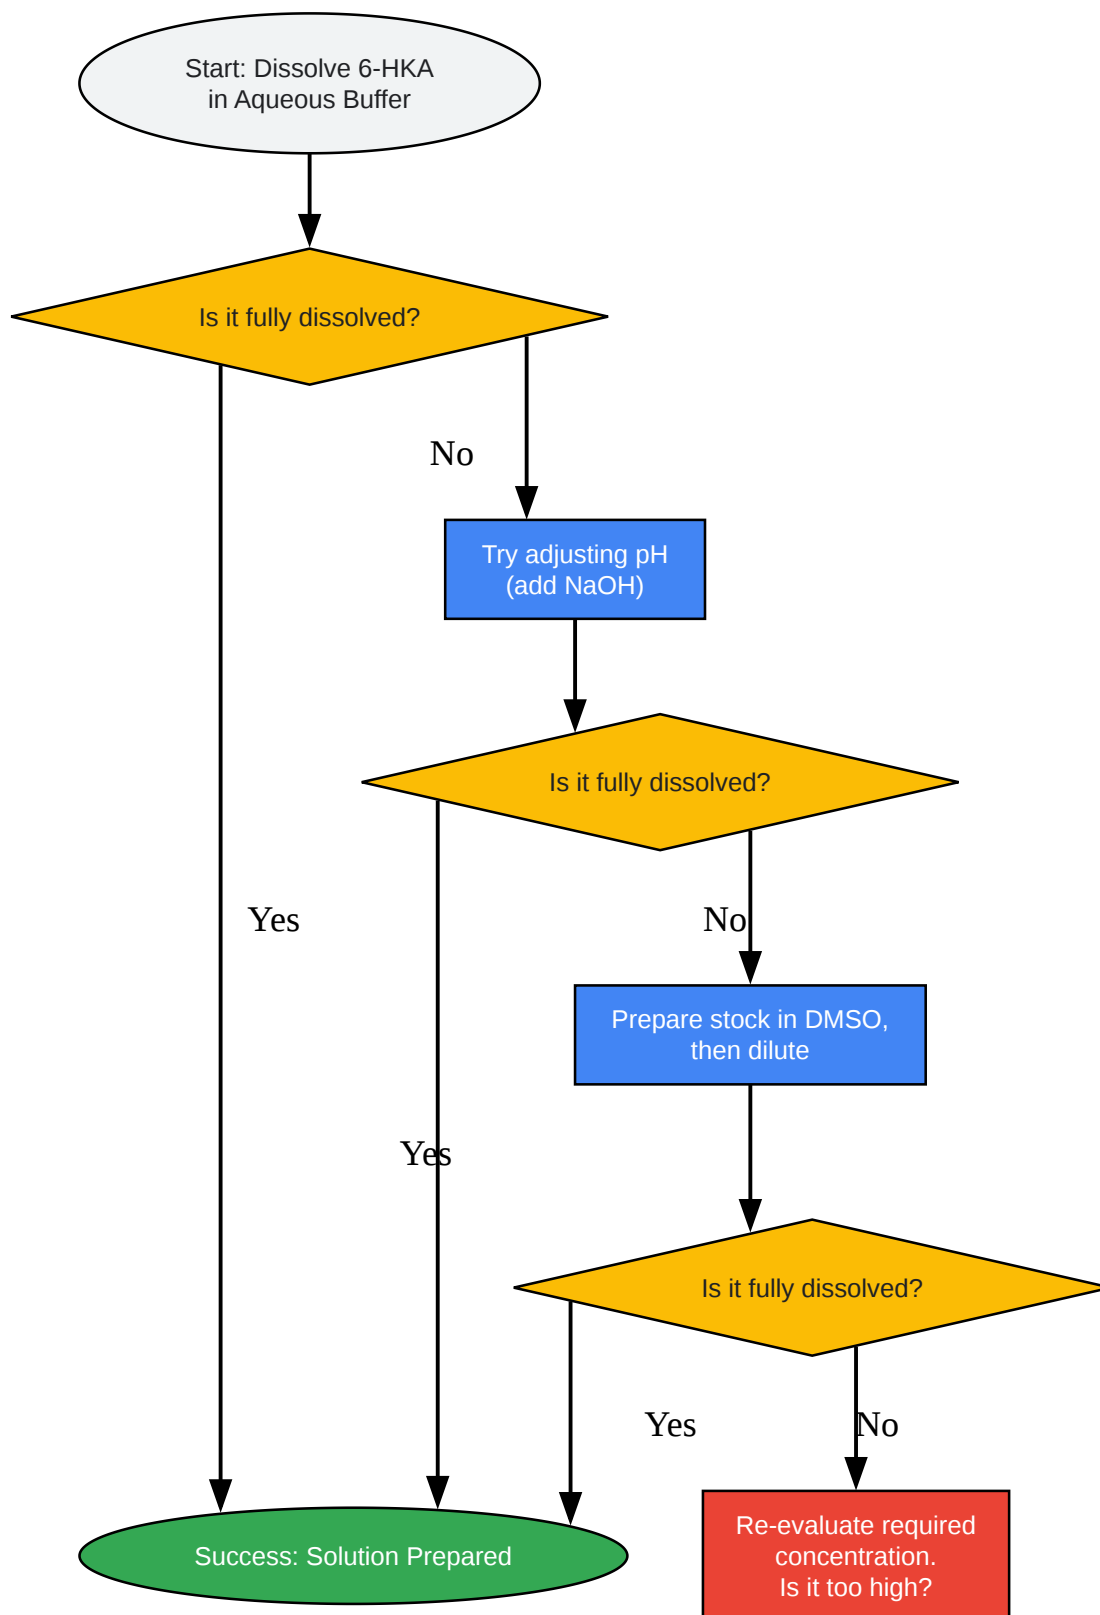 Start: Dissolve 6-HKA
in Aqueous Buffer
Is it fully dissolved?
No
Try adjusting pH
(add NaOH)
Is it fully dissolved?
Yes
No
Prepare stock in DMSO,
then dilute
Yes
Is it fully dissolved?
Yes
No
Re-evaluate required
concentration.
Is it too high?
Success: Solution Prepared